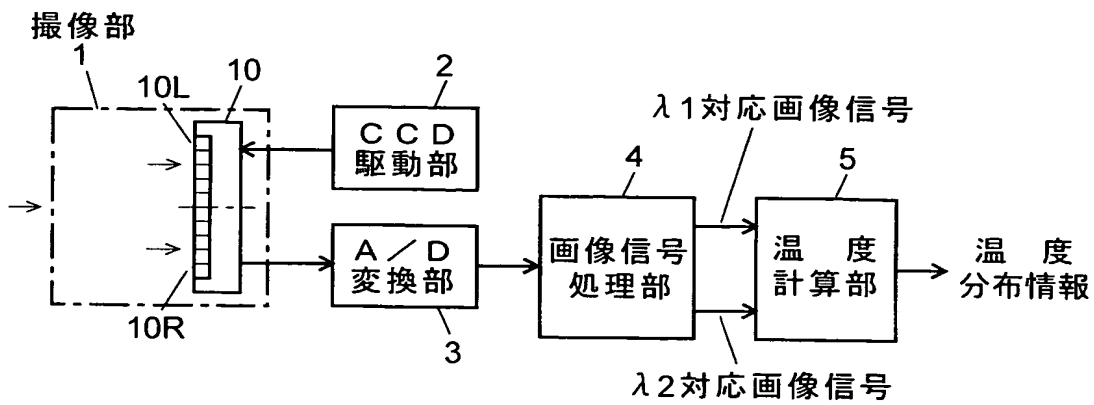 撮像部
1
10L
10
2
CCD
駆動部
λ1対応画像信号
4
5
A/D
変換部
画像信号
処理部
温度
計算部
温度
分布情報
10R
3
λ2対応画像信号